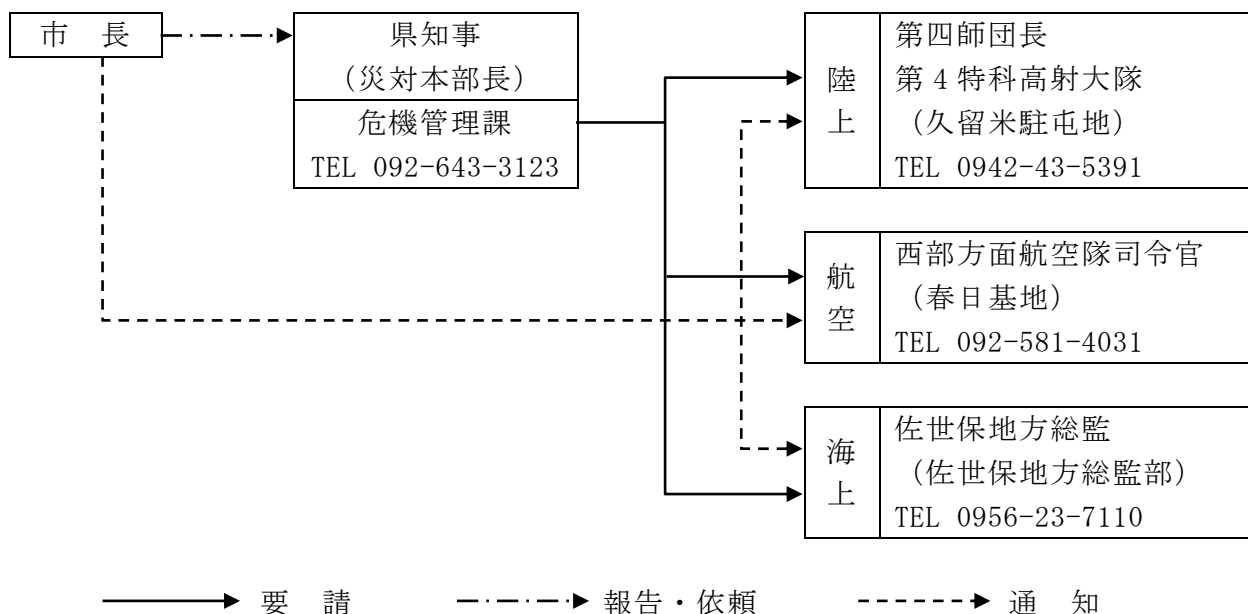 市　長
県知事
（災対本部長）
危機管理課
TEL 092-643-3123
陸上
第四師団長
第４特科高射大隊
（久留米駐屯地）
TEL 0942-43-5391
航空
西部方面航空隊司令官
（春日基地）
TEL 092-581-4031
海上
佐世保地方総監
（佐世保地方総監部）
TEL 0956-23-7110
要　請　報告・依頼　通　知